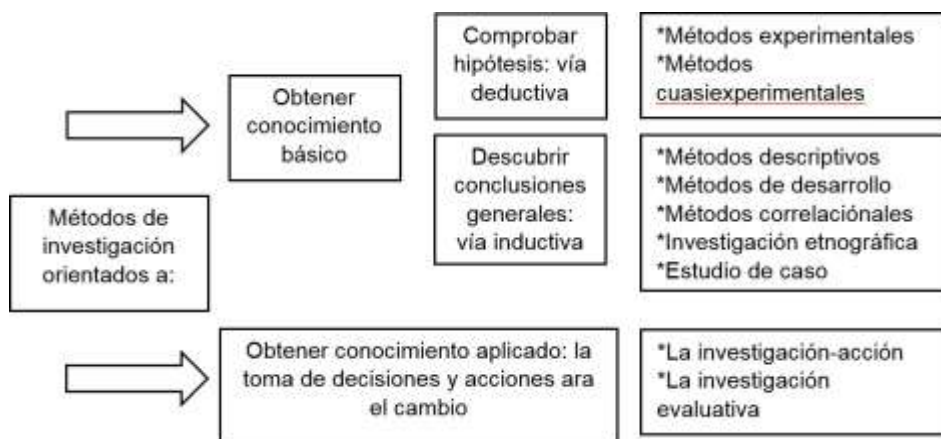 Métodos de
investigación
orientados a:
Obtener
conocimiento
básico
Comprobar
hipótesis: vía
deductiva
*Métodos experimentales
*Métodos
cuasiexperimentales
Descubrir
conclusiones
generales:
vía inductiva
*Métodos descriptivos
*Métodos de desarrollo
*Métodos correlaciónales
*Investigación etnográfica
*Estudio de caso
Obtener conocimiento aplicado: la
toma de decisiones y acciones ara
el cambio
*La investigación-acción
*La investigación
evaluativa